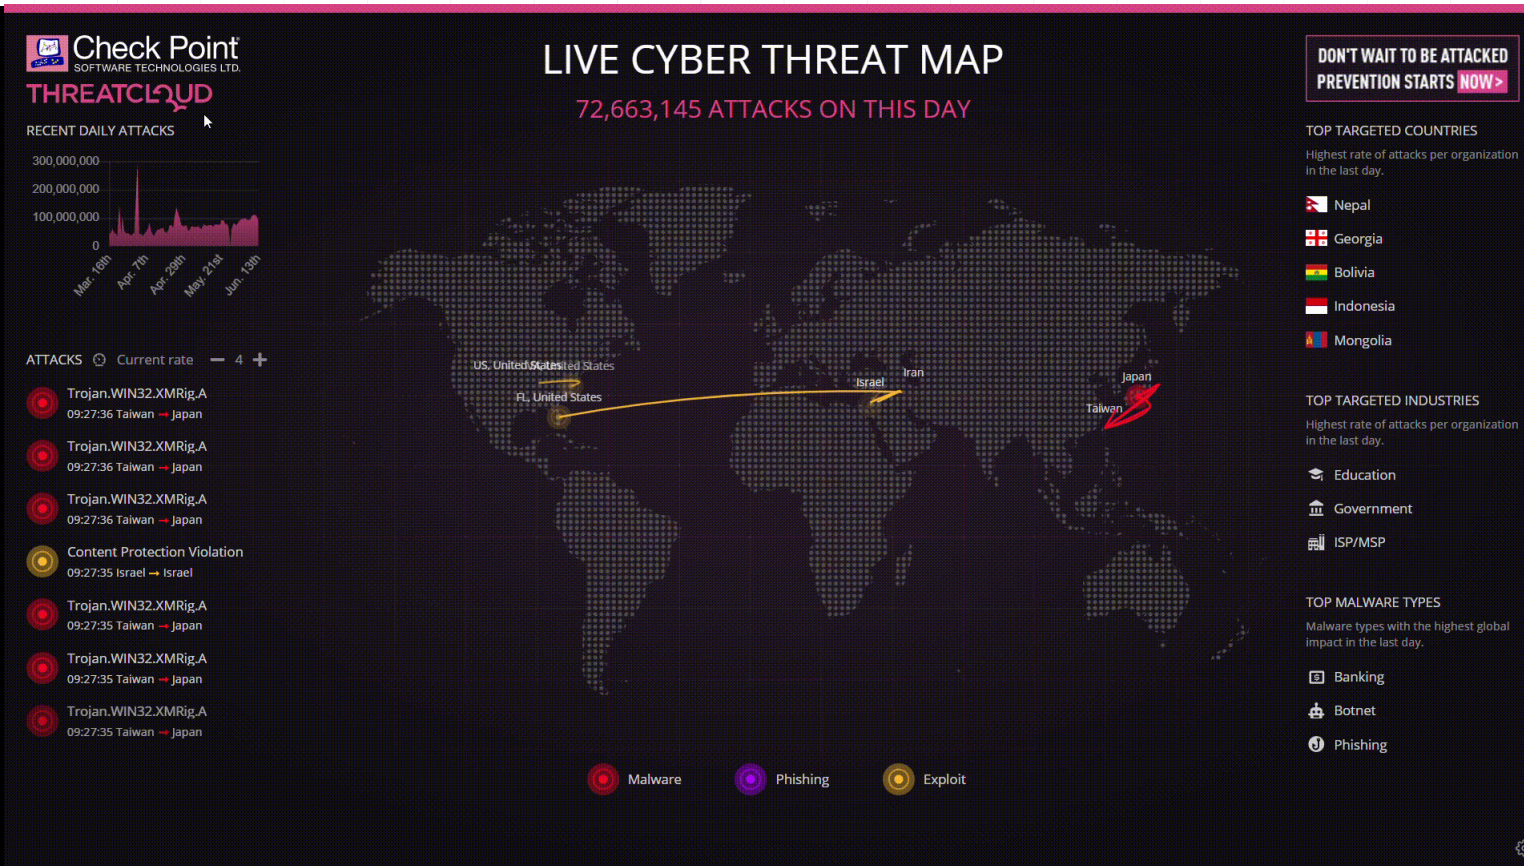 Check Point
SOFTWARE TECHNOLOGIES LTD.
THREATCLOUD
RECENT DAILY ATTACKS
300,000,000
200,000,000
100,000,000
0
Mar. 16th
Apr. 7th
Apr. 29th
May. 21st
Jun. 13th
ATTACKS Current rate 4
Trojan.WIN32.XMRig.A
09:27:36 Taiwan → Japan
Trojan.WIN32.XMRig.A
09:27:36 Taiwan → Japan
Trojan.WIN32.XMRig.A
09:27:36 Taiwan → Japan
Content Protection Violation
09:27:35 Israel → Israel
Trojan.WIN32.XMRig.A
09:27:35 Taiwan → Japan
Trojan.WIN32.XMRig.A
09:27:35 Taiwan → Japan
Trojan.WIN32.XMRig.A
09:27:35 Taiwan → Japan
LIVE CYBER THREAT MAP
72,663,145 ATTACKS ON THIS DAY
US, United States
United States
FL, United States
Iran
Israel
Japan
Taiwan
Malware
Phishing
Exploit
DON'T WAIT TO BE ATTACKED
PREVENTION STARTS NOW>
TOP TARGETED COUNTRIES
Highest rate of attacks per organization
in the last day.
Nepal
Georgia
Bolivia
Indonesia
Mongolia
TOP TARGETED INDUSTRIES
Highest rate of attacks per organization
in the last day.
Education
Government
ISP/MSP
TOP MALWARE TYPES
Malware types with the highest global
impact in the last day.
Banking
Botnet
Phishing